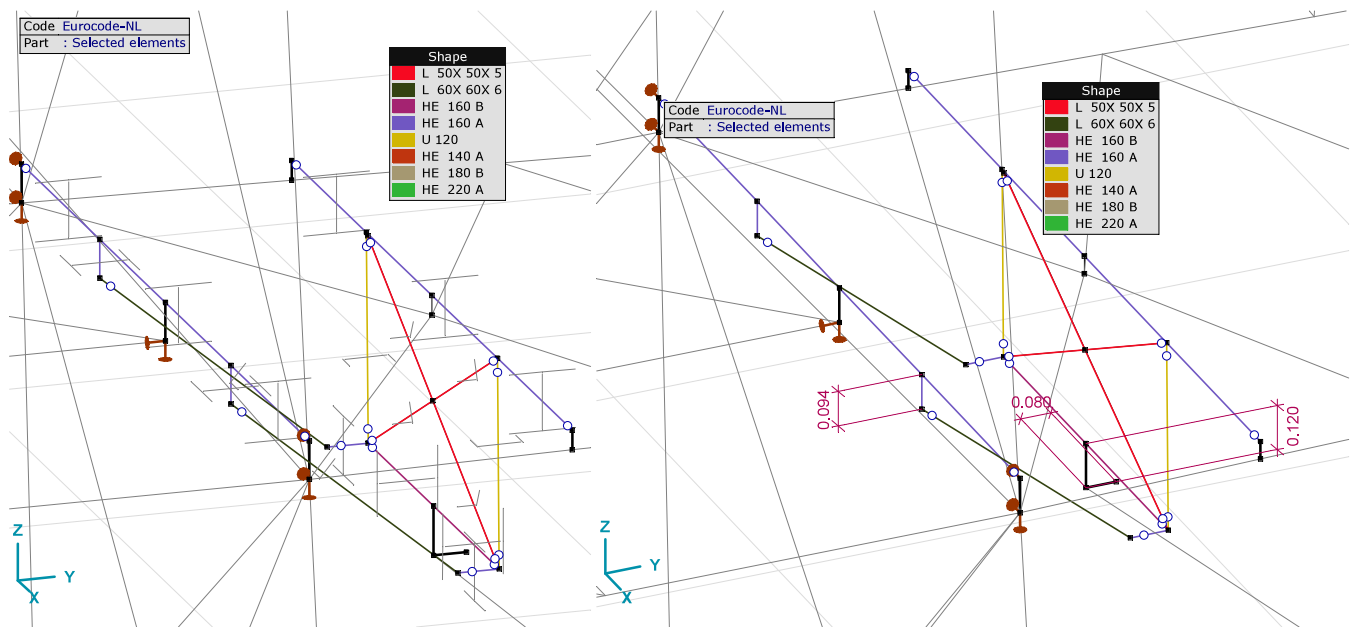 Code Eurocode-NL
Part : Selected elements
Shape
L 50X 50X 5
L 60X 60X 6
HE 160 B
HE 160 A
U 120
HE 140 A
HE 180 B
HE 220 A
Z
Y
X
Code Eurocode-NL
Part : Selected elements
Shape
L 50X 50X 5
L 60X 60X 6
HE 160 B
HE 160 A
U 120
HE 140 A
HE 180 B
HE 220 A
0.094
0.080
0.120
Z
Y
X